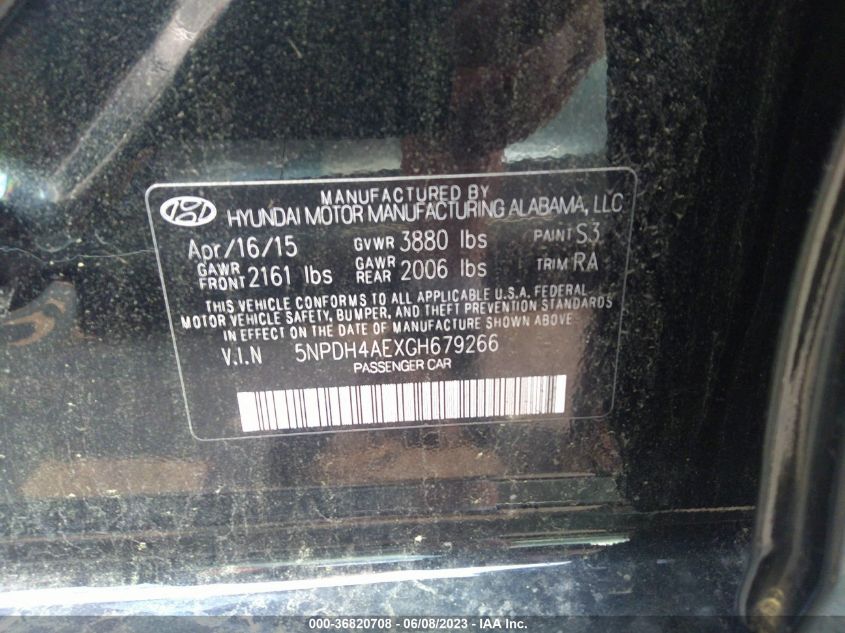 MANUFACTURED BY
HYUNDAI MOTOR MANUFACTURING ALABAMA, LLC
Apr/16/15 GVWR 3880 lbs PAINT S3
GAWR FRONT 2161 lbs GAWR REAR 2006 lbs TRIM RA
THIS VEHICLE CONFORMS TO ALL APPLICABLE U.S.A. FEDERAL
MOTOR VEHICLE SAFETY, BUMPER, AND THEFT PREVENTION STANDARDS
IN EFFECT ON THE DATE OF MANUFACTURE SHOWN ABOVE
V.I.N 5NPDH4AEXGH679266
PASSENGER CAR
000-36820708 - 06/08/2023 - IAA Inc.